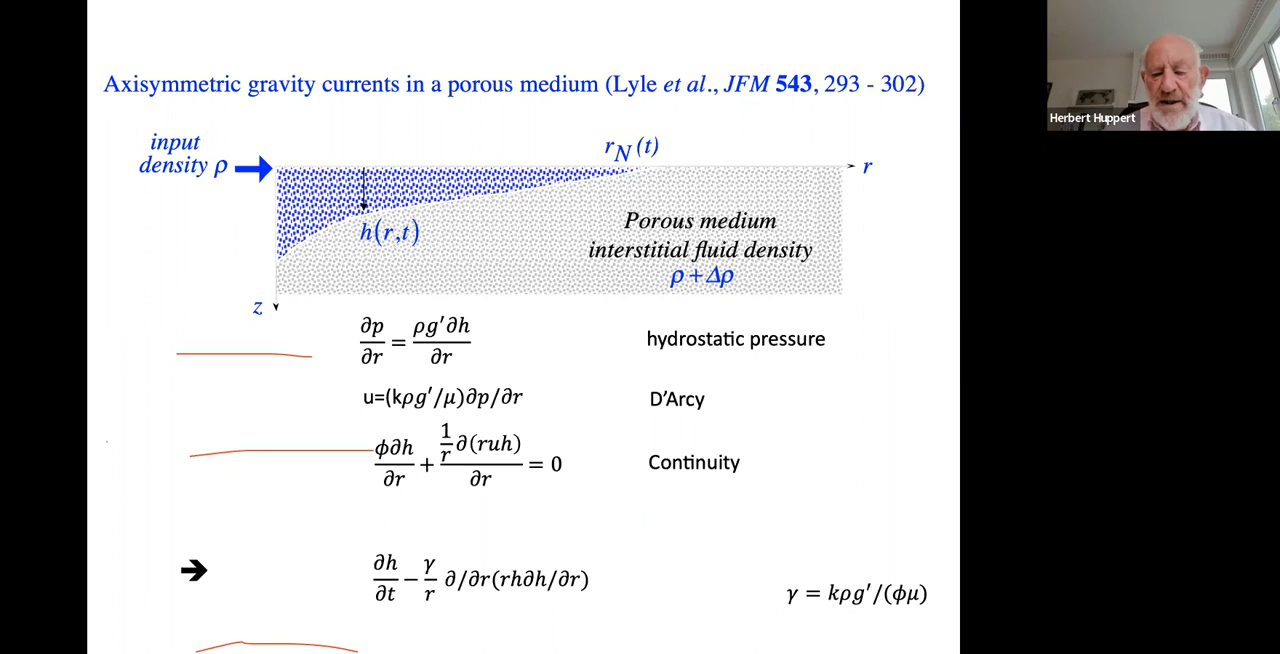 Axisymmetric gravity currents in a porous medium (Lyle et al., JFM 543, 293 - 302)
Herbert Huppert
input
density ρ
r_N(t)
r
h(r,t)
Porous medium
interstitial fluid density
ρ+Δρ
z
∂p/∂r = ρg′∂h/∂r hydrostatic pressure
u=(kρg′/μ)∂p/∂r D'Arcy
ϕ∂h/∂r + (1/r)∂(ruh)/∂r = 0 Continuity
➔ ∂h/∂t − γ/r ∂/∂r(rh∂h/∂r) γ = kρg′/(ϕμ)